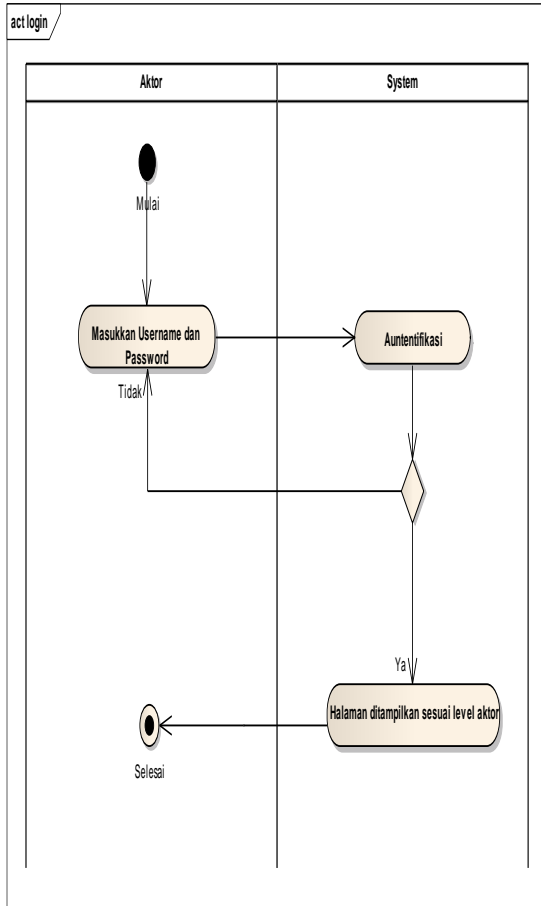 act login
Aktor
System
Mulai
Masukkan Username dan
Password
Auntentifikasi
Tidak
Ya
Halaman ditampilkan sesuai level aktor
Selesai